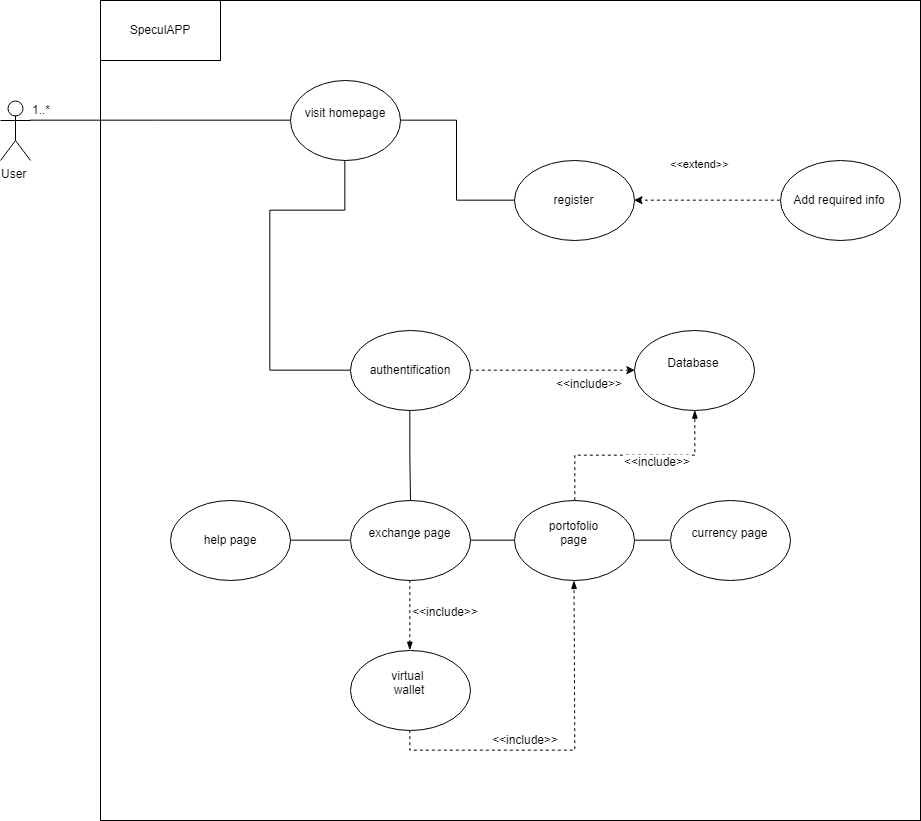 SpeculAPP
1..*
visit homepage
User
<<extend>>
register
Add required info
authentification
Database
<<include>>
<<include>>
help page
exchange page
portofolio
page
currency page
<<include>>
virtual
wallet
<<include>>